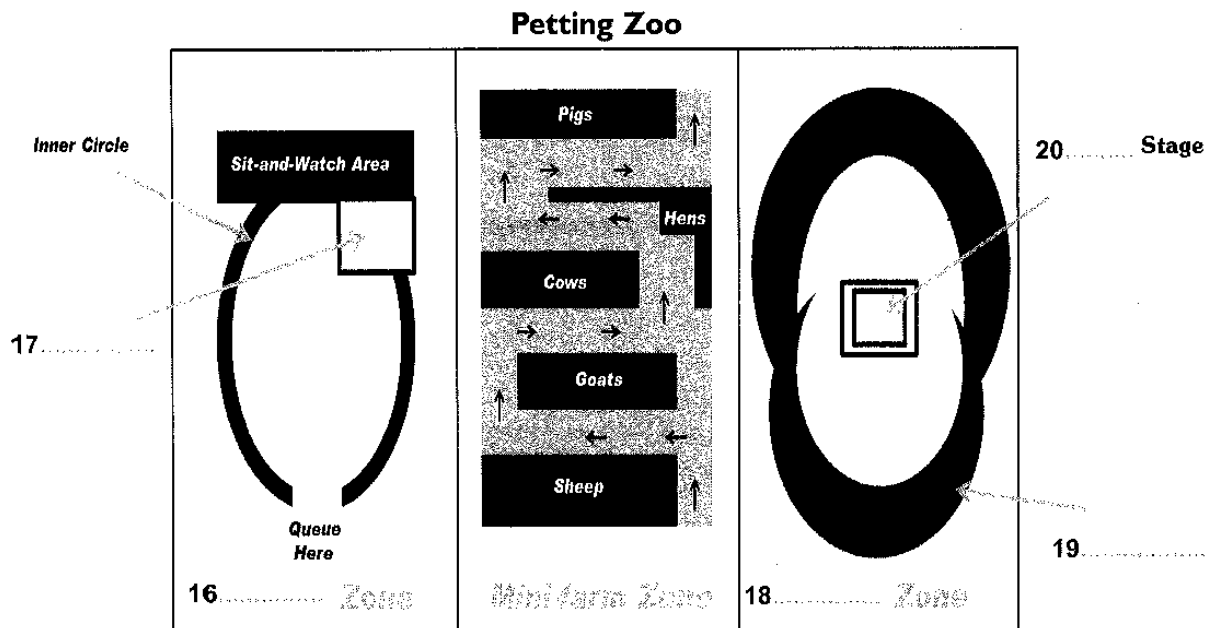 Petting Zoo
Inner Circle
Sit-and-Watch Area
17..................
Queue
Here
16.............. Zone
Pigs
Hens
Cows
Goats
Sheep
Mini-farm Zone
20.......... Stage
19..................
18.............. Zone